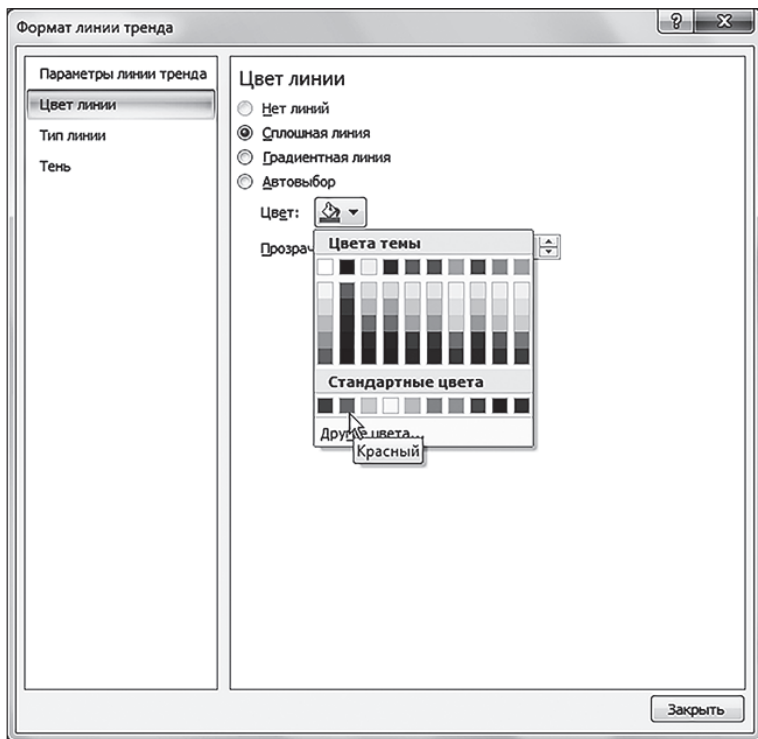 Формат линии тренда
Параметры линии тренда
Цвет линии
Тип линии
Тень
Цвет линии
Нет линий
Сплошная линия
Градиентная линия
Автовыбор
Цвет:
Прозрач
Цвета темы
Стандартные цвета
Другие цвета...
Красный
Закрыть